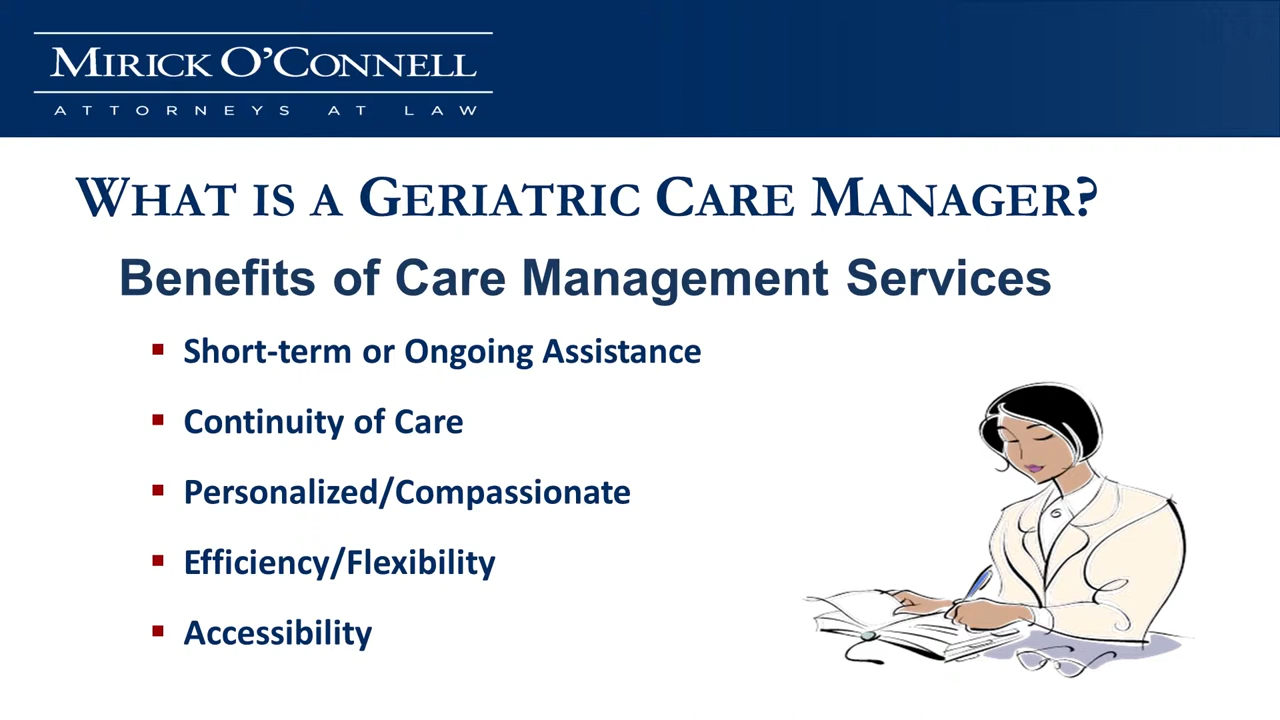 MIRICK O'CONNELL
ATTORNEYS AT LAW
WHAT IS A GERIATRIC CARE MANAGER?
Benefits of Care Management Services
▪ Short-term or Ongoing Assistance
▪ Continuity of Care
▪ Personalized/Compassionate
▪ Efficiency/Flexibility
▪ Accessibility